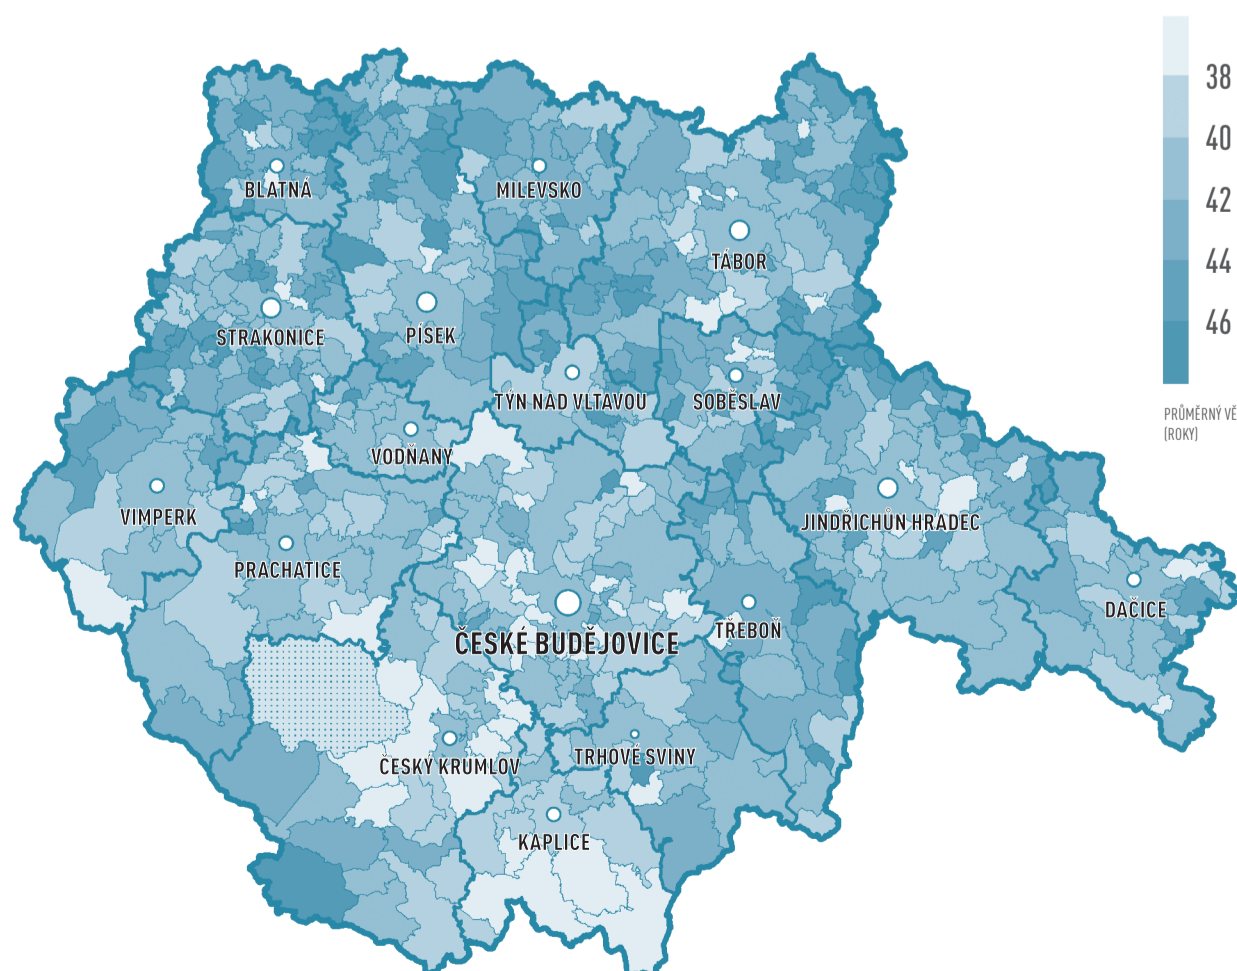 38
40
42
44
46
PRŮMĚRNÝ VĚ
(ROKY)
BLATNÁ
MILEVSKO
TÁBOR
STRAKONICE
PÍSEK
TÝN NAD VLTAVOU
SOBĚSLAV
VODŇANY
VIMPERK
JINDŘICHŮN HRADEC
PRACHATICE
DAČICE
ČESKÉ BUDĚJOVICE
TŘEBOŇ
ČESKÝ KRUMLOV
TRHOVÉ SVINY
KAPLICE